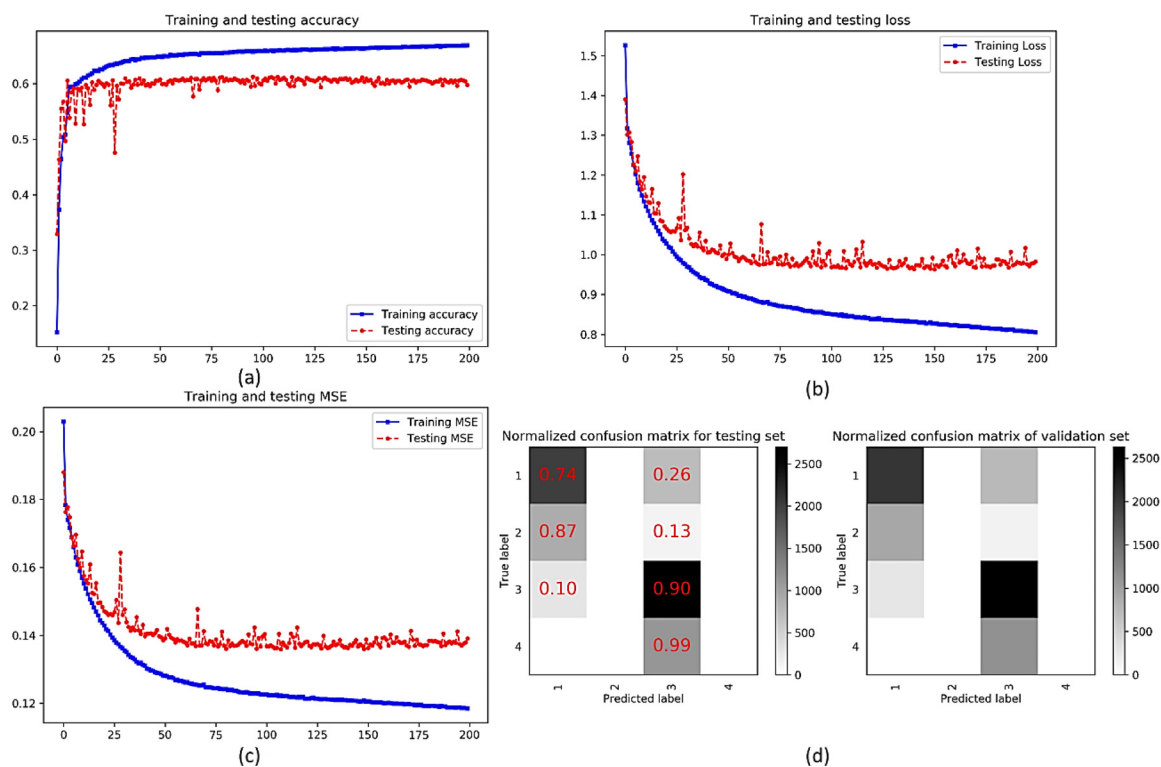 Training and testing accuracy
0.6
0.5
0.4
0.3
0.2
Training accuracy
Testing accuracy
0 25 50 75 100 125 150 175 200
(a)
Training and testing loss
1.5
1.4
1.3
1.2
1.1
1.0
0.9
0.8
Training Loss
Testing Loss
0 25 50 75 100 125 150 175 200
(b)
Training and testing MSE
0.20
0.18
0.16
0.14
0.12
Training MSE
Testing MSE
0 25 50 75 100 125 150 175 200
(c)
Normalized confusion matrix for testing set
True label
1 0.74 0.26
2 0.87 0.13
3 0.10 0.90
4 0.99
1 2 3 4
Predicted label
2500
2000
1500
1000
500
0
Normalized confusion matrix of validation set
True label
1
2
3
4
1 2 3 4
Predicted label
2500
2000
1500
1000
500
0
(d)